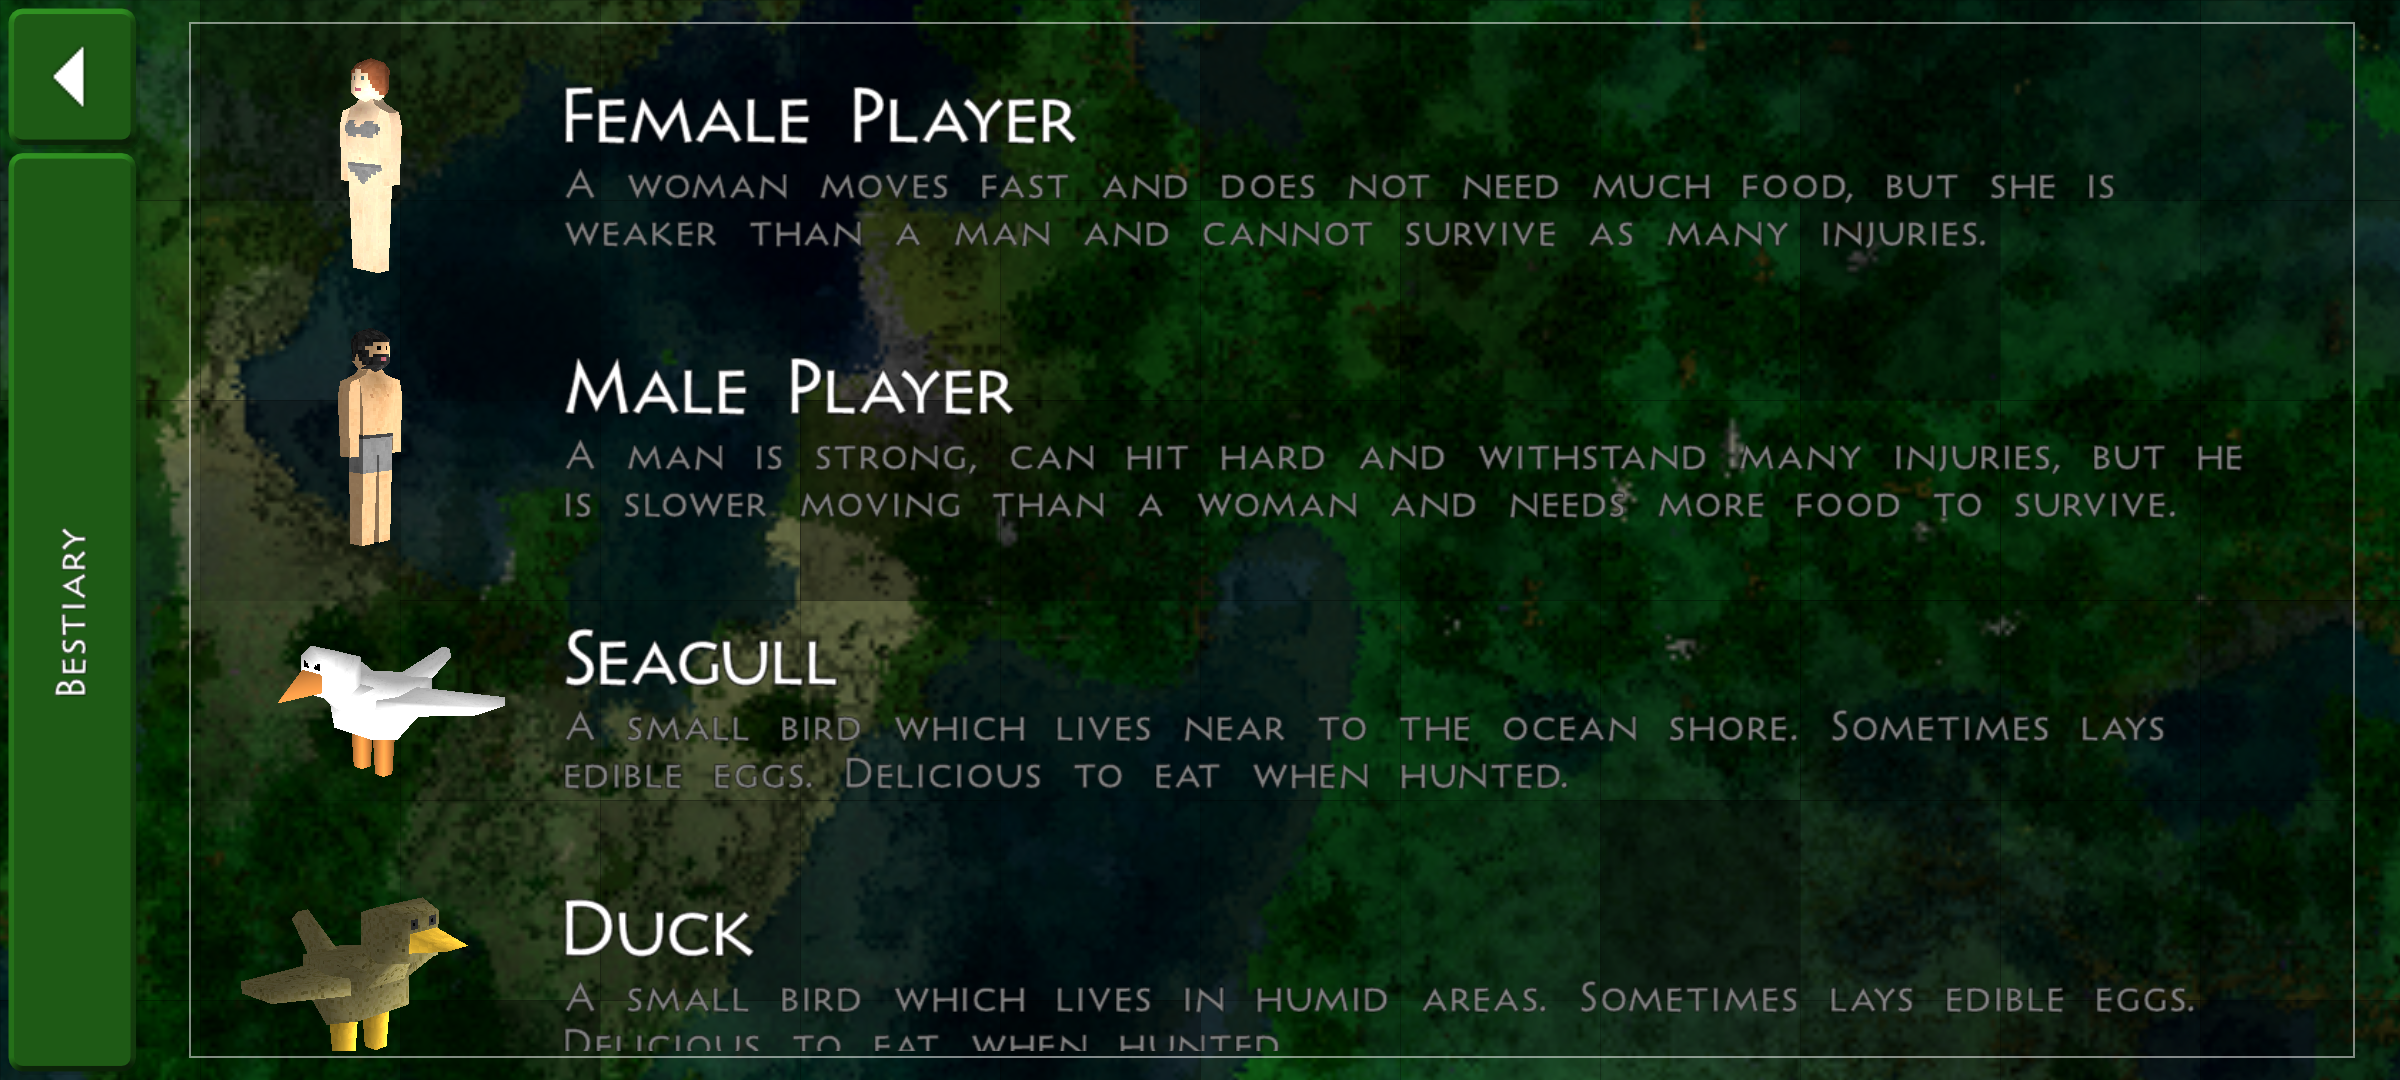 Bestiary
Female Player
A woman moves fast and does not need much food, but she is
weaker than a man and cannot survive as many injuries.
Male Player
A man is strong, can hit hard and withstand many injuries, but he
is slower moving than a woman and needs more food to survive.
Seagull
A small bird which lives near to the ocean shore. Sometimes lays
edible eggs. Delicious to eat when hunted.
Duck
A small bird which lives in humid areas. Sometimes lays edible eggs.
Delicious to eat when hunted